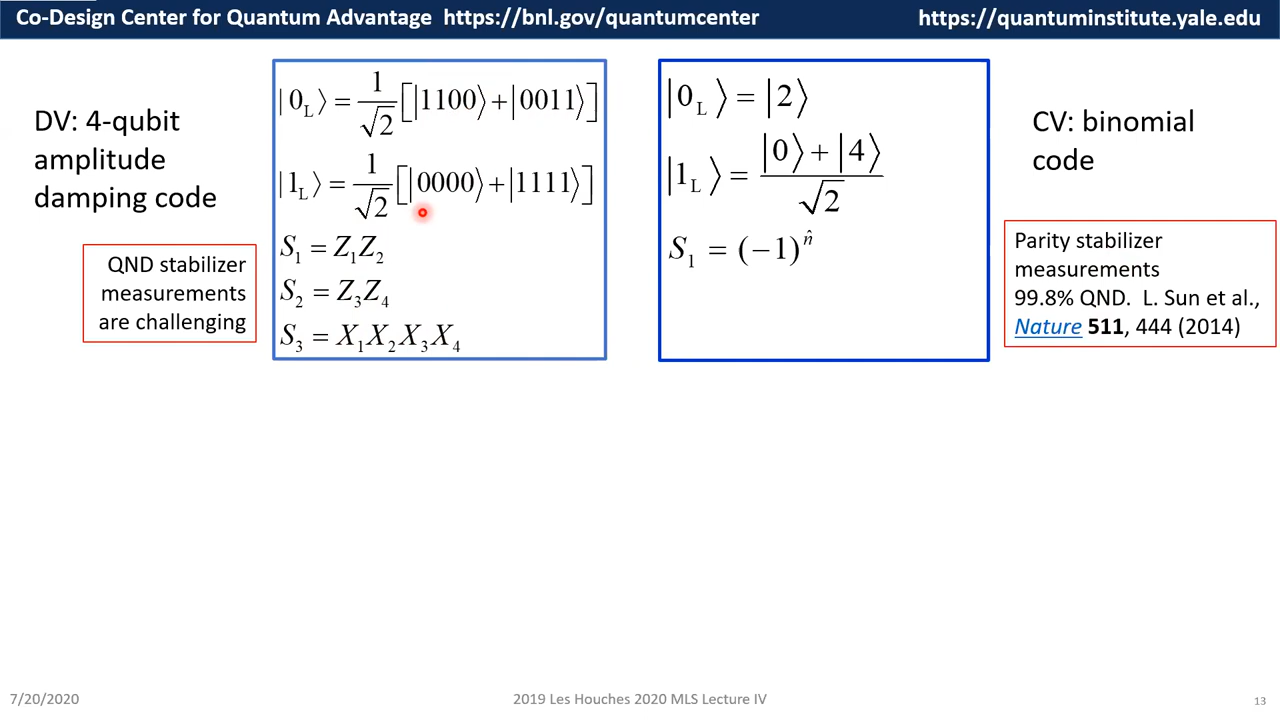 Co-Design Center for Quantum Advantage https://bnl.gov/quantumcenter https://quantuminstitute.yale.edu
DV: 4-qubit
amplitude
damping code
QND stabilizer
measurements
are challenging
|0_L⟩ = 1/√2 [|1100⟩ + |0011⟩]
|1_L⟩ = 1/√2 [|0000⟩ + |1111⟩]
S₁ = Z₁Z₂
S₂ = Z₃Z₄
S₃ = X₁X₂X₃X₄
|0_L⟩ = |2⟩
|1_L⟩ = (|0⟩ + |4⟩)/√2
S₁ = (−1)^n̂
CV: binomial
code
Parity stabilizer
measurements
99.8% QND. L. Sun et al.,
Nature 511, 444 (2014)
7/20/2020
2019 Les Houches 2020 MLS Lecture IV
13